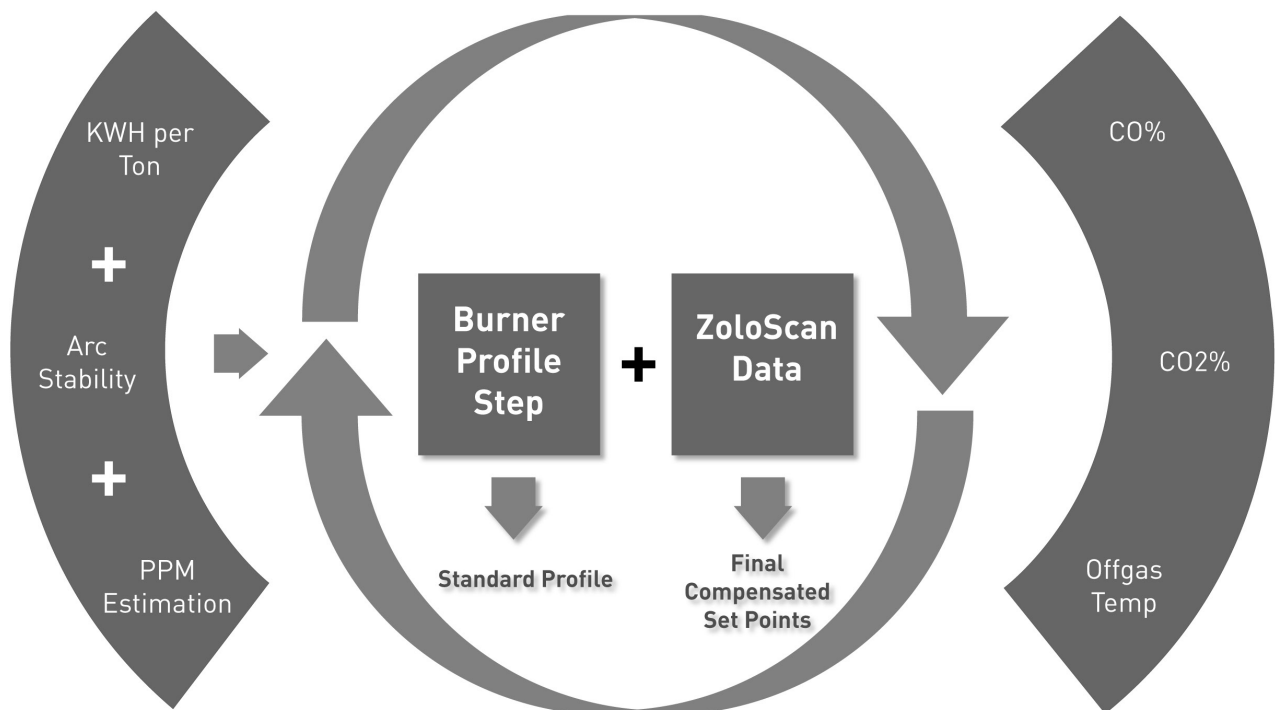 KWH per
Ton
+
Arc
Stability
+
PPM
Estimation
Burner
Profile
Step
+
ZoloScan
Data
Standard Profile
Final
Compensated
Set Points
CO%
CO2%
Offgas
Temp